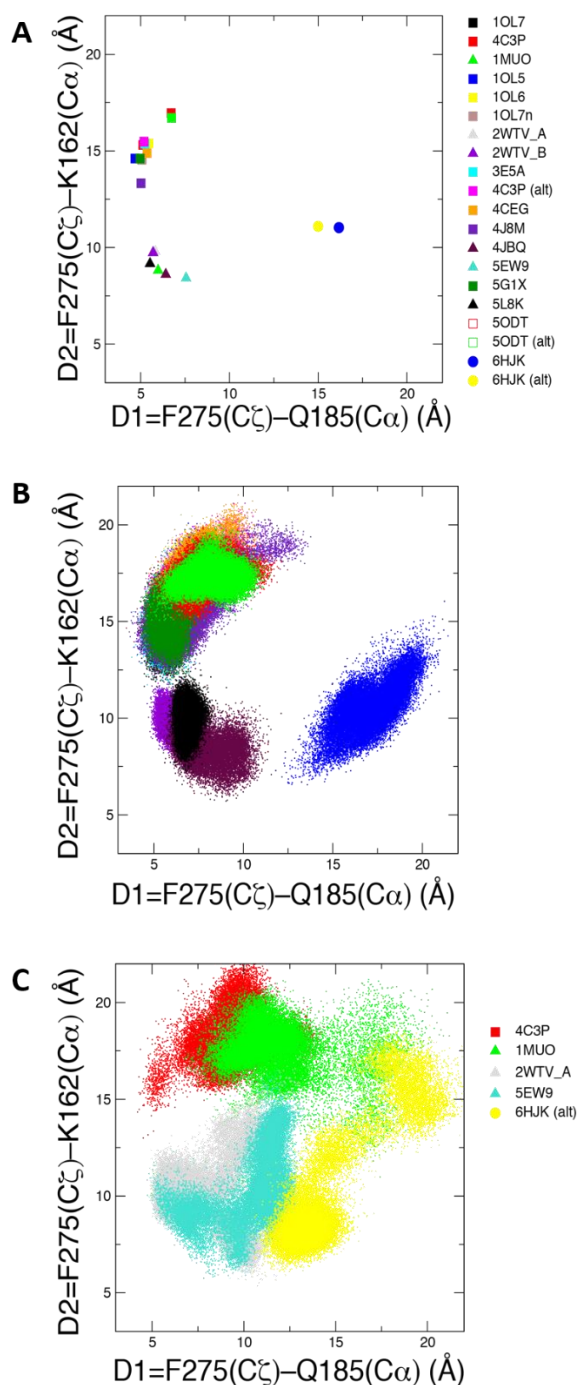 A
D2=F275(Cζ)–K162(Cα) (Å)
20
15
10
5
5
10
15
20
D1=F275(Cζ)–Q185(Cα) (Å)
1OL7
4C3P
1MUO
1OL5
1OL6
1OL7n
2WTV_A
2WTV_B
3E5A
4C3P (alt)
4CEG
4J8M
4JBQ
5EW9
5G1X
5L8K
5ODT
5ODT (alt)
6HJK
6HJK (alt)
B
D2=F275(Cζ)–K162(Cα) (Å)
20
15
10
5
5
10
15
20
D1=F275(Cζ)–Q185(Cα) (Å)
C
D2=F275(Cζ)–K162(Cα) (Å)
20
15
10
5
5
10
15
20
D1=F275(Cζ)–Q185(Cα) (Å)
4C3P
1MUO
2WTV_A
5EW9
6HJK (alt)